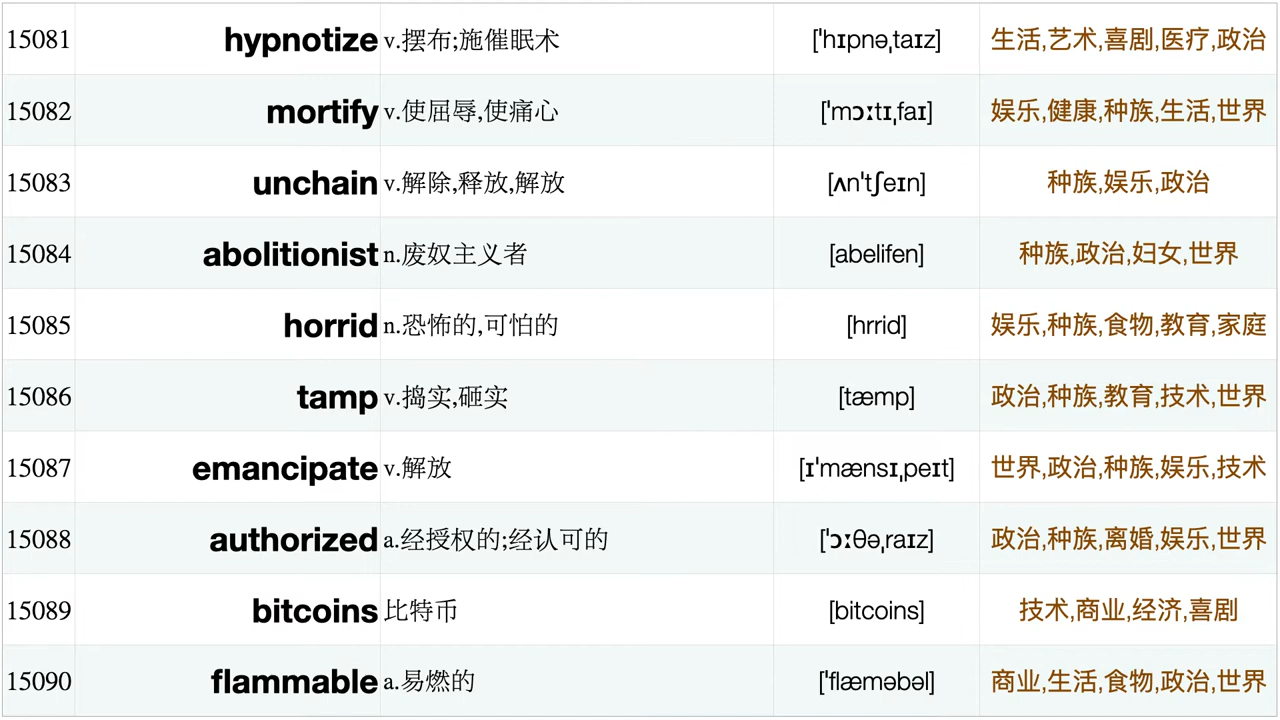 15081 hypnotize v.摆布;施催眠术 [ˈhɪpnəˌtaɪz] 生活,艺术,喜剧,医疗,政治
15082 mortify v.使屈辱,使痛心 [ˈmɔːtɪˌfaɪ] 娱乐,健康,种族,生活,世界
15083 unchain v.解除,释放,解放 [ʌnˈtʃeɪn] 种族,娱乐,政治
15084 abolitionist n.废奴主义者 [abelifen] 种族,政治,妇女,世界
15085 horrid n.恐怖的,可怕的 [hrrid] 娱乐,种族,食物,教育,家庭
15086 tamp v.捣实,砸实 [tæmp] 政治,种族,教育,技术,世界
15087 emancipate v.解放 [ɪˈmænsɪˌpeɪt] 世界,政治,种族,娱乐,技术
15088 authorized a.经授权的;经认可的 [ˈɔːθəˌraɪz] 政治,种族,离婚,娱乐,世界
15089 bitcoins 比特币 [bitcoins] 技术,商业,经济,喜剧
15090 flammable a.易燃的 [ˈflæməbəl] 商业,生活,食物,政治,世界